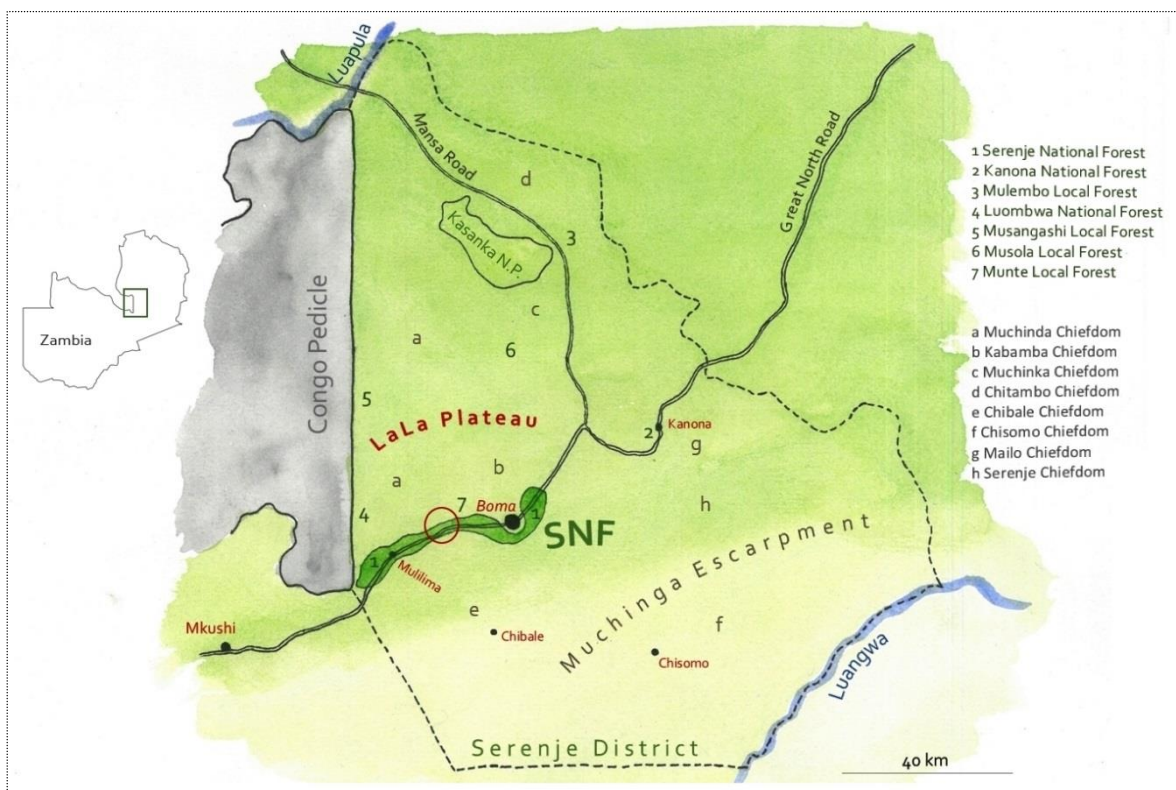 Luapula
Mansa Road
Great North Road
d
Kasanka N.P.
3
1 Serenje National Forest
2 Kanona National Forest
3 Mulembo Local Forest
4 Luombwa National Forest
5 Musangashi Local Forest
6 Musola Local Forest
7 Munte Local Forest
Zambia
Congo Pedicle
c
a
6
a Muchinda Chiefdom
b Kabamba Chiefdom
c Muchinka Chiefdom
d Chitambo Chiefdom
e Chibale Chiefdom
f Chisomo Chiefdom
g Mailo Chiefdom
h Serenje Chiefdom
5
LaLa Plateau
2
Kanona
g
a
b
7
Boma
1
h
4
SNF
1
Mulilima
Muchinga Escarpment
e
f
Mkushi
Chibale
Chisomo
Luangwa
Serenje District
40 km